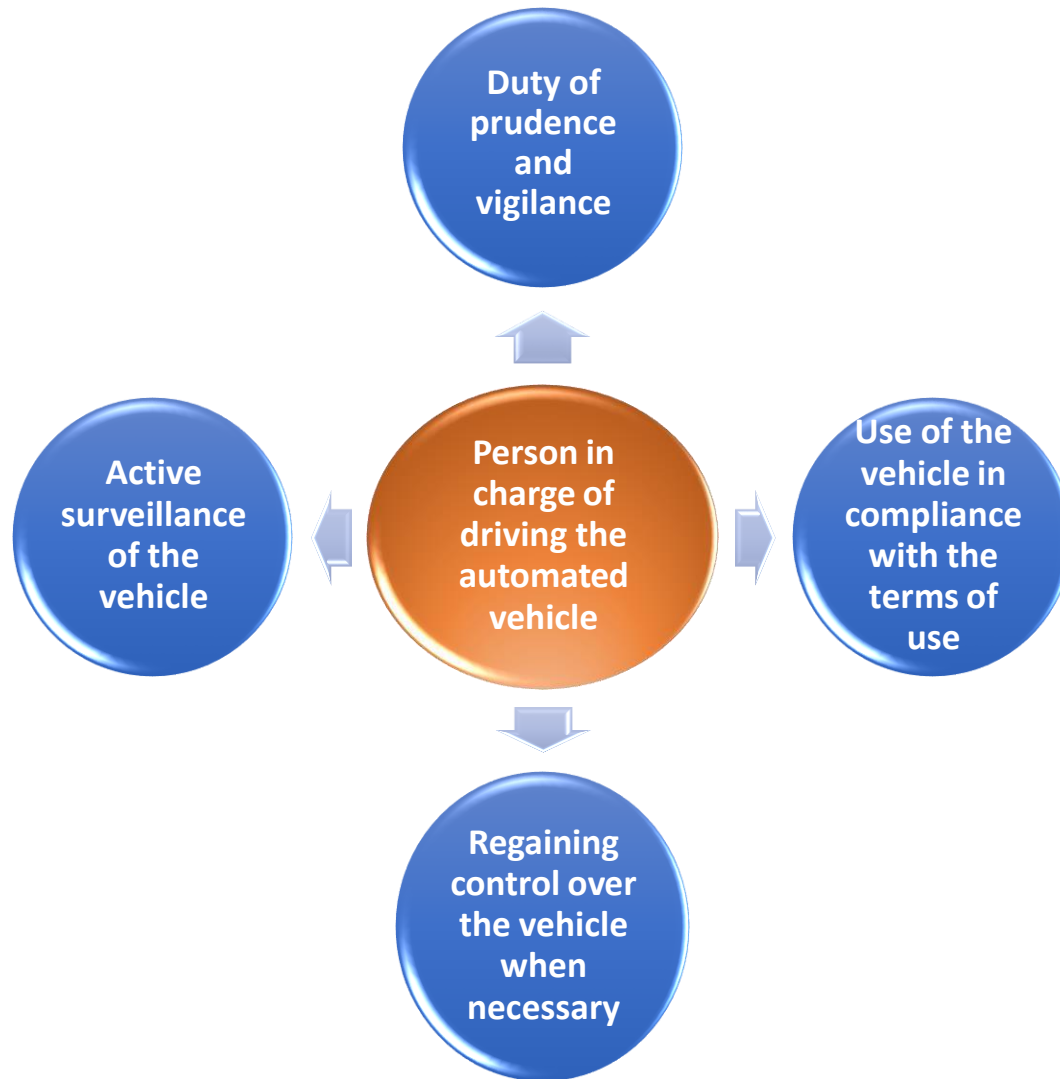 Duty of
prudence
and
vigilance
Active
surveillance
of the
vehicle
Person in
charge of
driving the
automated
vehicle
Use of the
vehicle in
compliance
with the
terms of
use
Regaining
control over
the vehicle
when
necessary